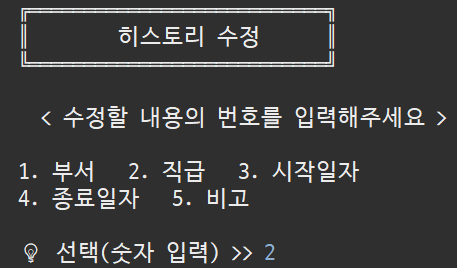 히스토리 수정
< 수정할 내용의 번호를 입력해주세요 >
1. 부서 2. 직급 3. 시작일자
4. 종료일자 5. 비고
💡 선택(숫자 입력) >> 2